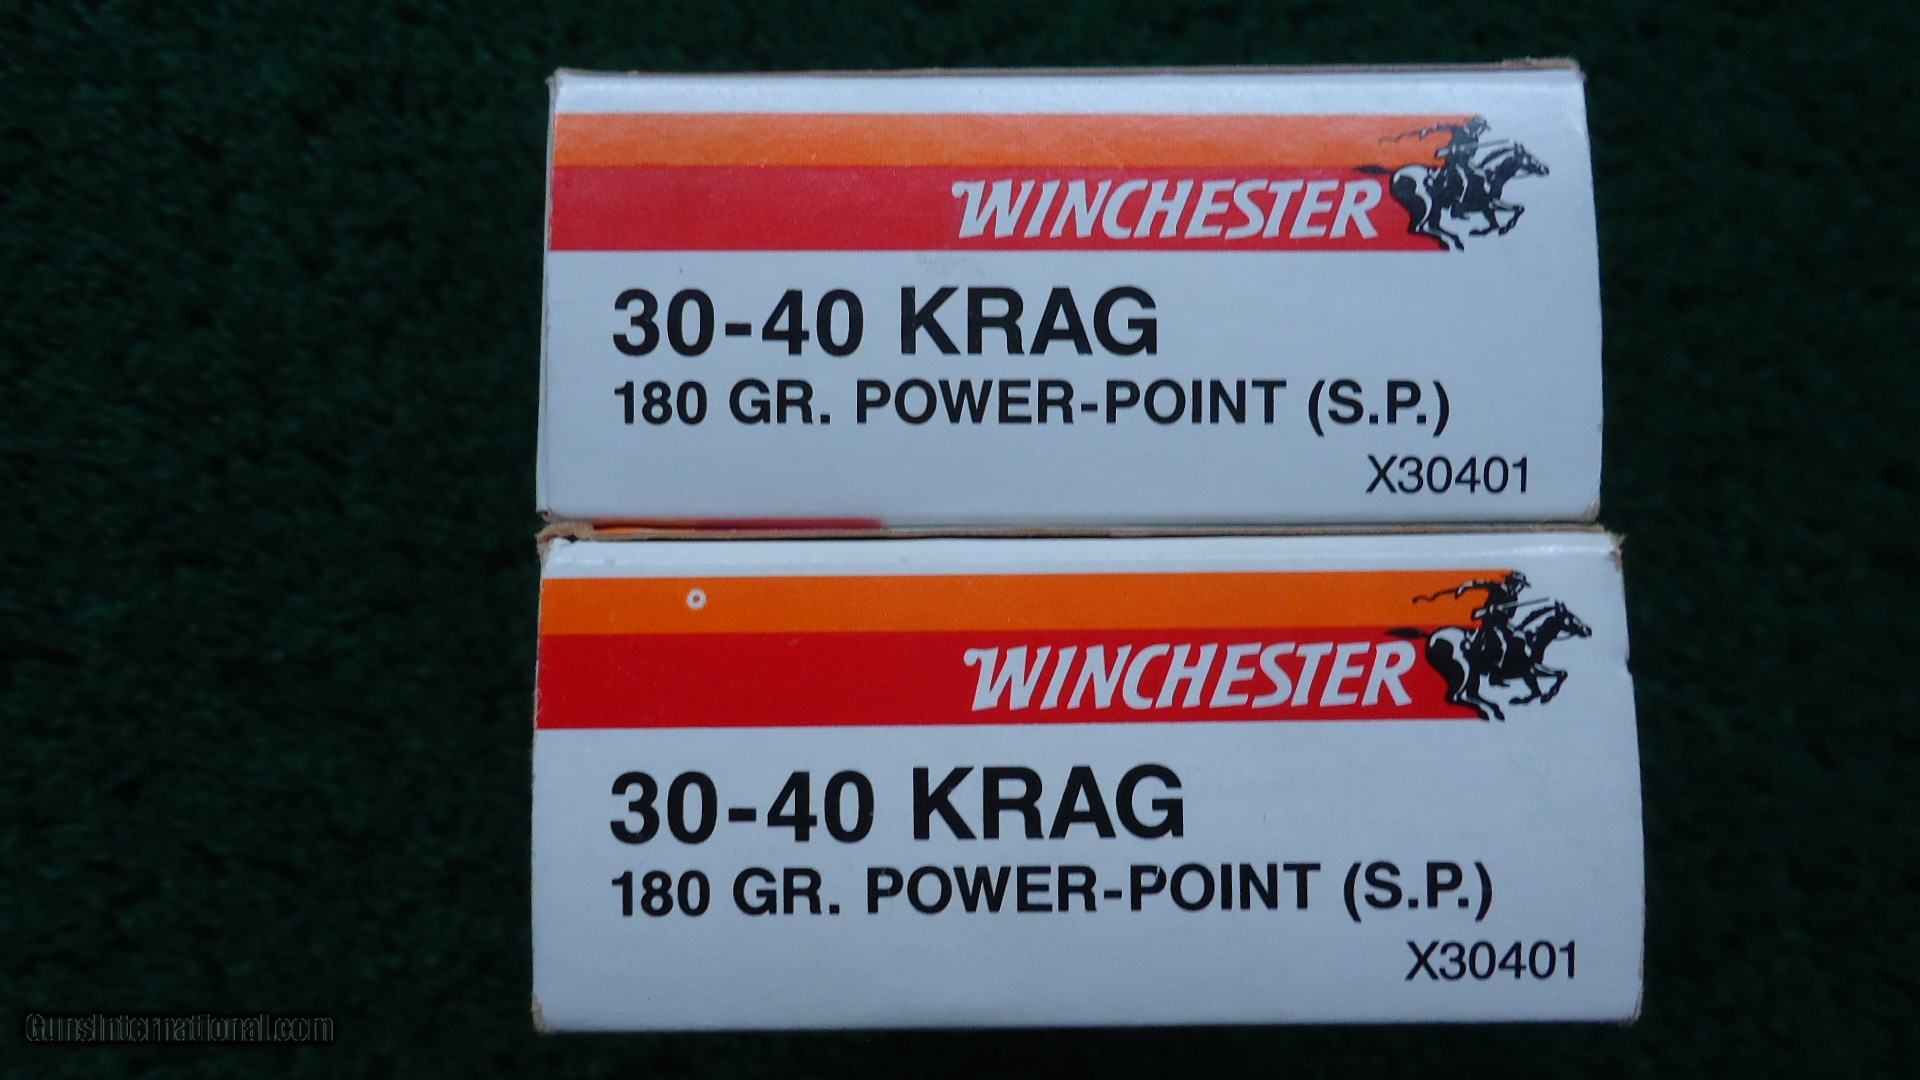 WINCHESTER
30-40 KRAG
180 GR. POWER-POINT (S.P.)
X30401
WINCHESTER
30-40 KRAG
180 GR. POWER-POINT (S.P.)
X30401
GunsInternational.com